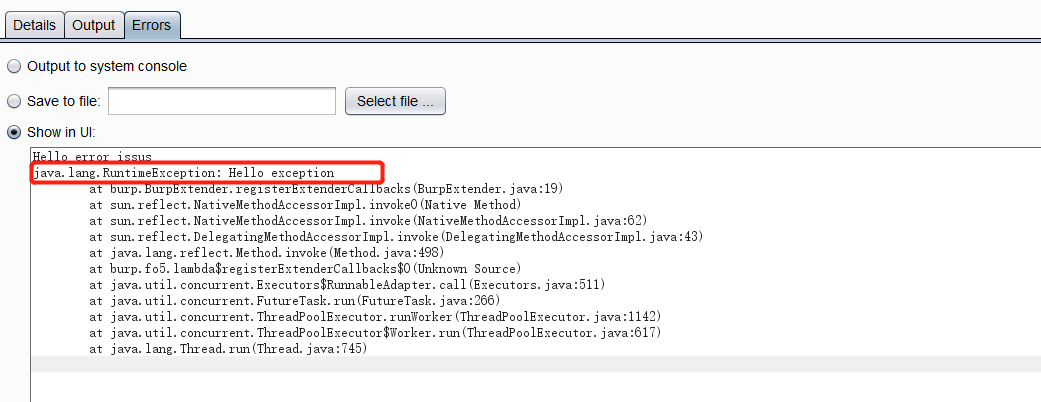 Details Output Errors
Output to system console
Save to file: Select file ...
Show in UI:
Hello error issus
java.lang.RuntimeException: Hello exception
at burp.BurpExtender.registerExtenderCallbacks(BurpExtender.java:19)
at sun.reflect.NativeMethodAccessorImpl.invoke0(Native Method)
at sun.reflect.NativeMethodAccessorImpl.invoke(NativeMethodAccessorImpl.java:62)
at sun.reflect.DelegatingMethodAccessorImpl.invoke(DelegatingMethodAccessorImpl.java:43)
at java.lang.reflect.Method.invoke(Method.java:498)
at burp.fo5.lambda$registerExtenderCallbacks$0(Unknown Source)
at java.util.concurrent.Executors$RunnableAdapter.call(Executors.java:511)
at java.util.concurrent.FutureTask.run(FutureTask.java:266)
at java.util.concurrent.ThreadPoolExecutor.runWorker(ThreadPoolExecutor.java:1142)
at java.util.concurrent.ThreadPoolExecutor$Worker.run(ThreadPoolExecutor.java:617)
at java.lang.Thread.run(Thread.java:745)